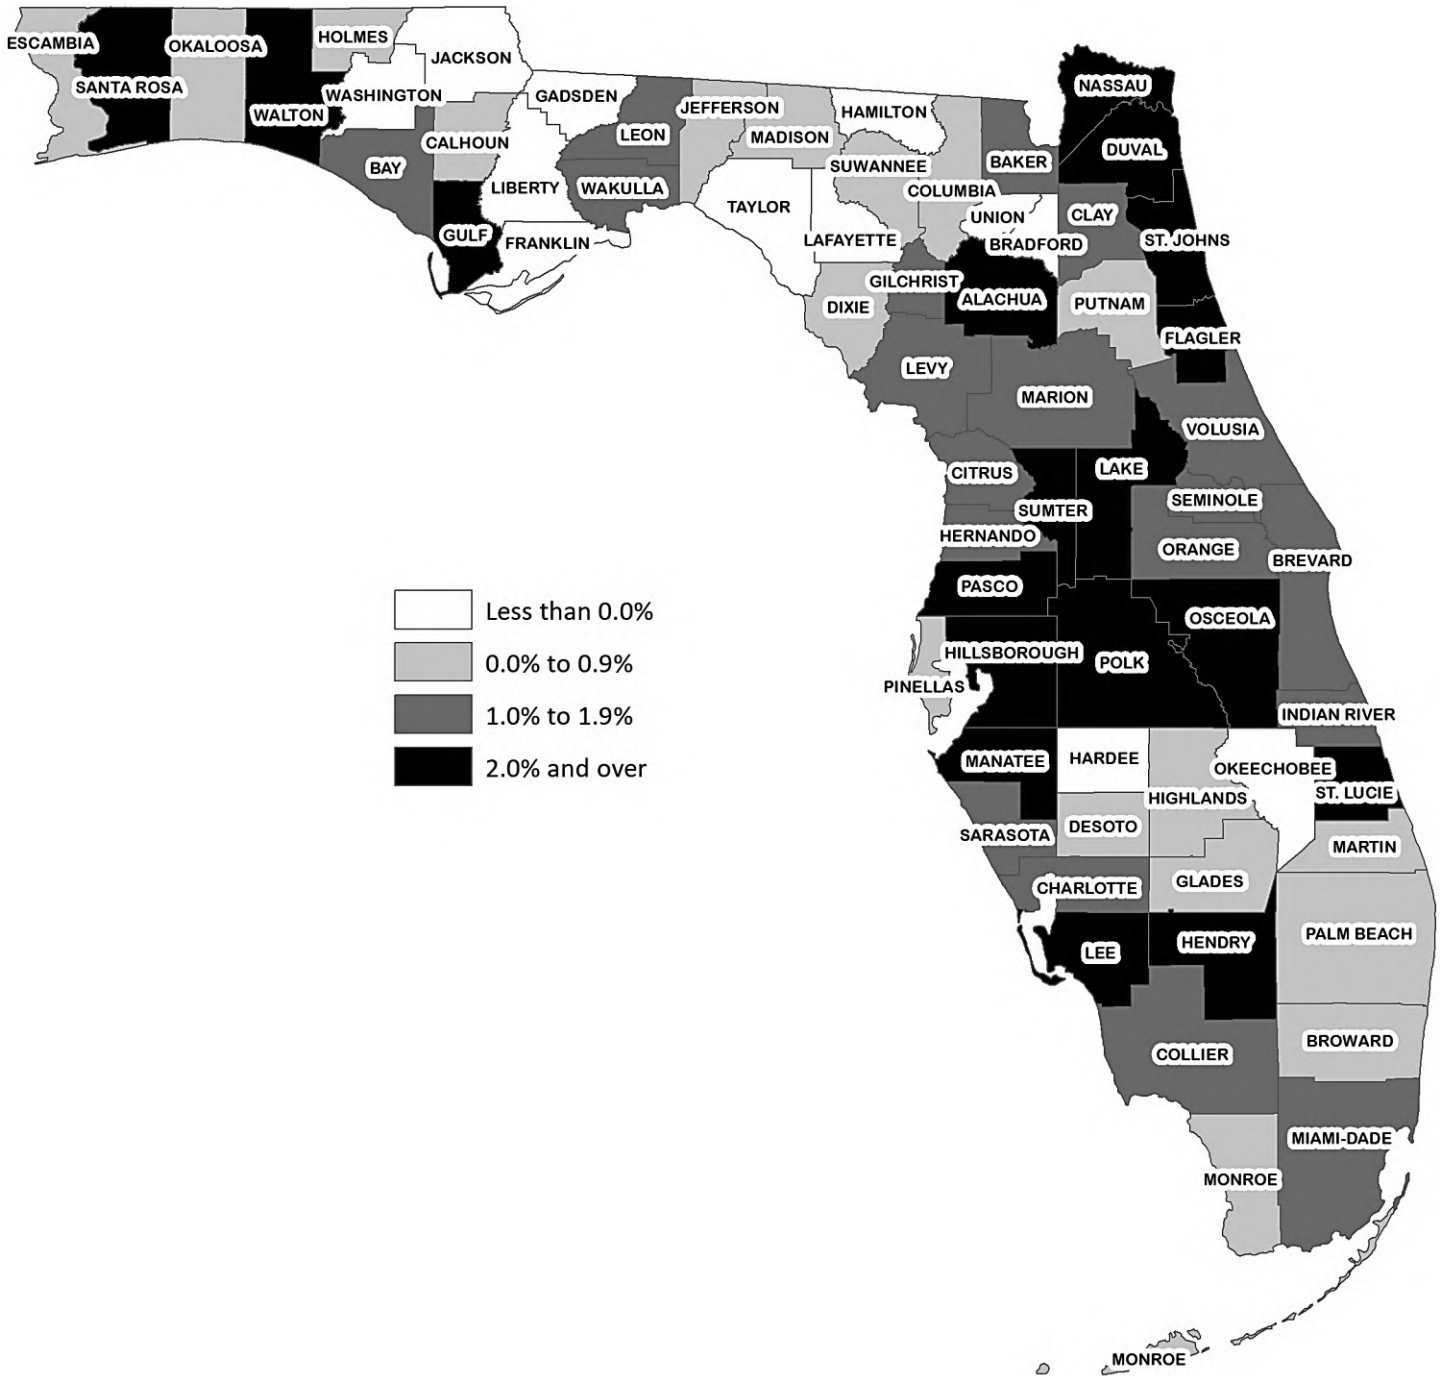 ESCAMBIA
SANTA ROSA
OKALOOSA
WALTON
HOLMES
WASHINGTON
JACKSON
BAY
CALHOUN
GULF
LIBERTY
FRANKLIN
GADSDEN
LEON
WAKULLA
JEFFERSON
MADISON
TAYLOR
HAMILTON
SUWANNEE
LAFAYETTE
COLUMBIA
DIXIE
GILCHRIST
BAKER
UNION
BRADFORD
ALACHUA
NASSAU
DUVAL
CLAY
ST. JOHNS
PUTNAM
FLAGLER
LEVY
MARION
VOLUSIA
CITRUS
LAKE
SUMTER
SEMINOLE
HERNANDO
ORANGE
BREVARD
PASCO
OSCEOLA
HILLSBOROUGH
POLK
PINELLAS
INDIAN RIVER
MANATEE
HARDEE
OKEECHOBEE
HIGHLANDS
ST. LUCIE
SARASOTA
DESOTO
MARTIN
CHARLOTTE
GLADES
LEE
HENDRY
PALM BEACH
COLLIER
BROWARD
MIAMI-DADE
MONROE
MONROE
Less than 0.0%
0.0% to 0.9%
1.0% to 1.9%
2.0% and over